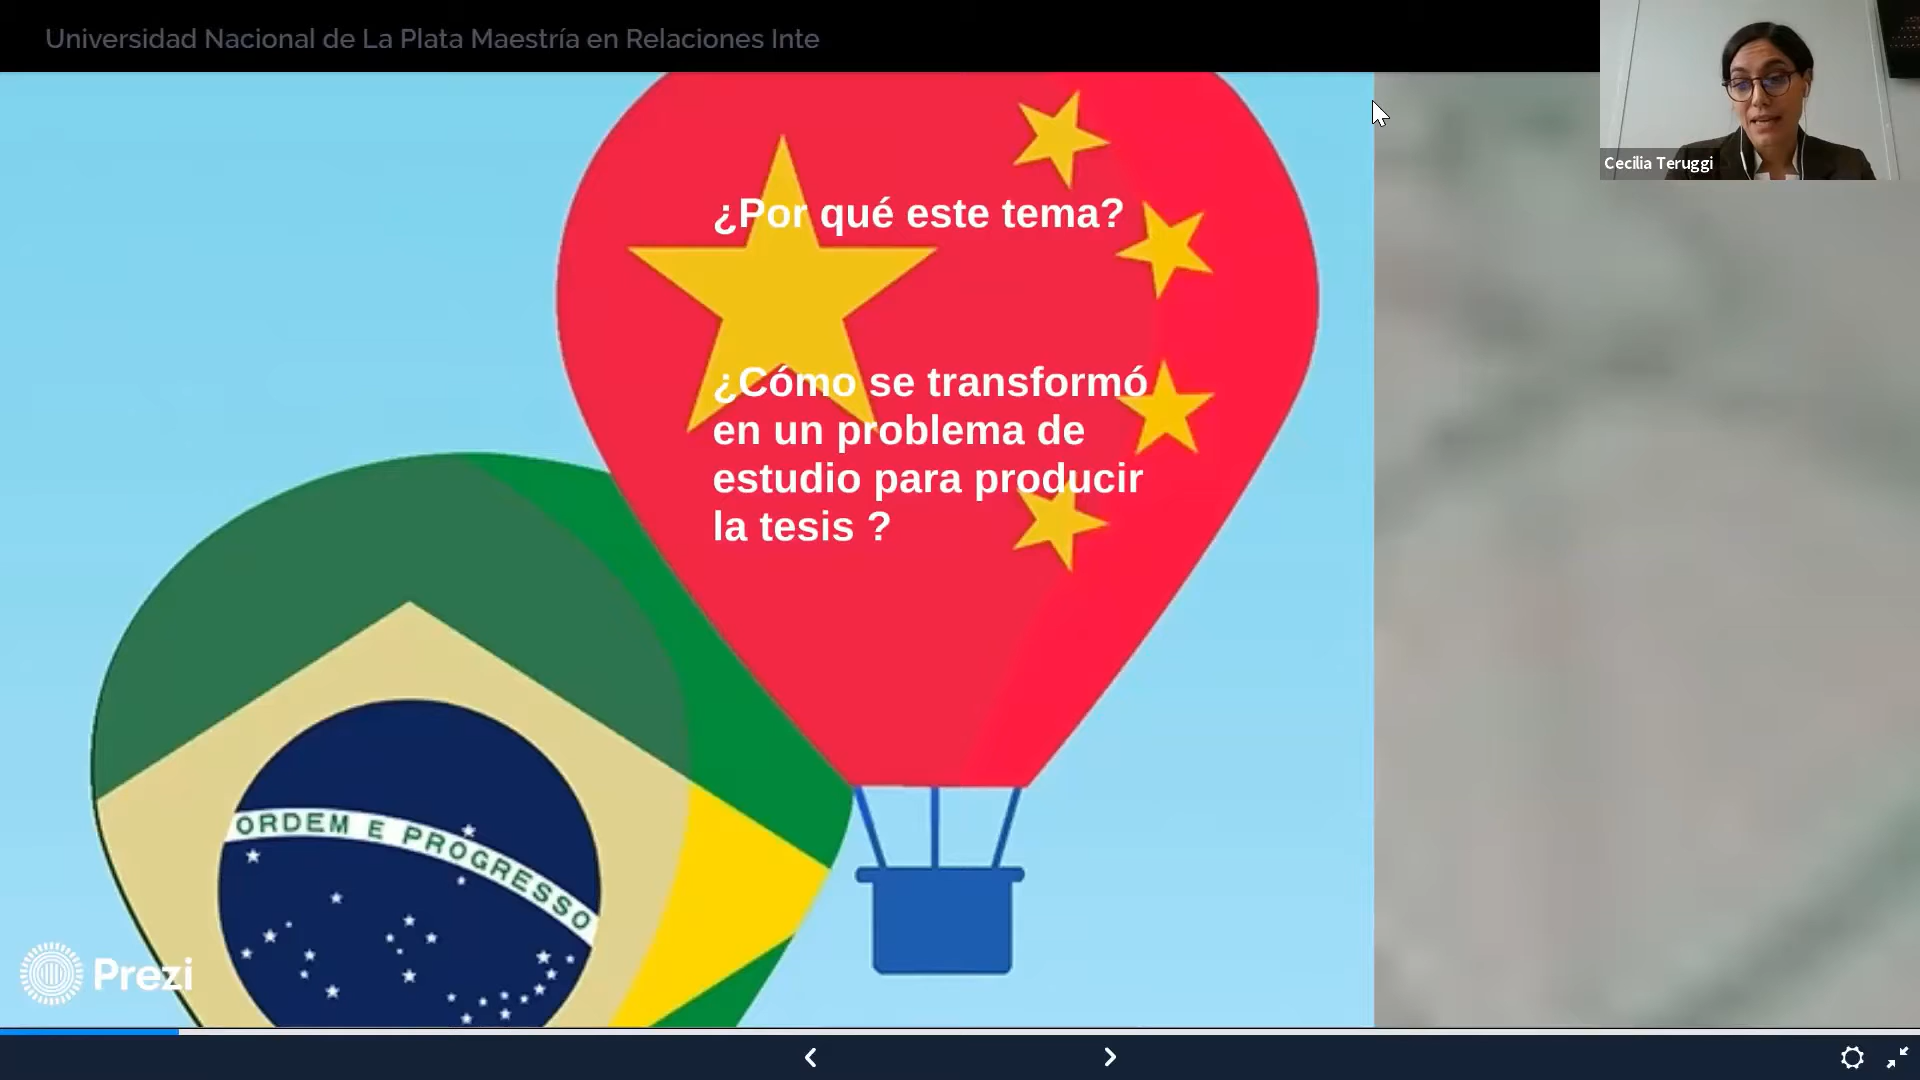 Universidad Nacional de La Plata Maestría en Relaciones Inte
Cecilia Teruggi
¿Por qué este tema?
¿Cómo se transformó
en un problema de
estudio para producir
la tesis ?
ORDEM E PROGRESSO
Prezi